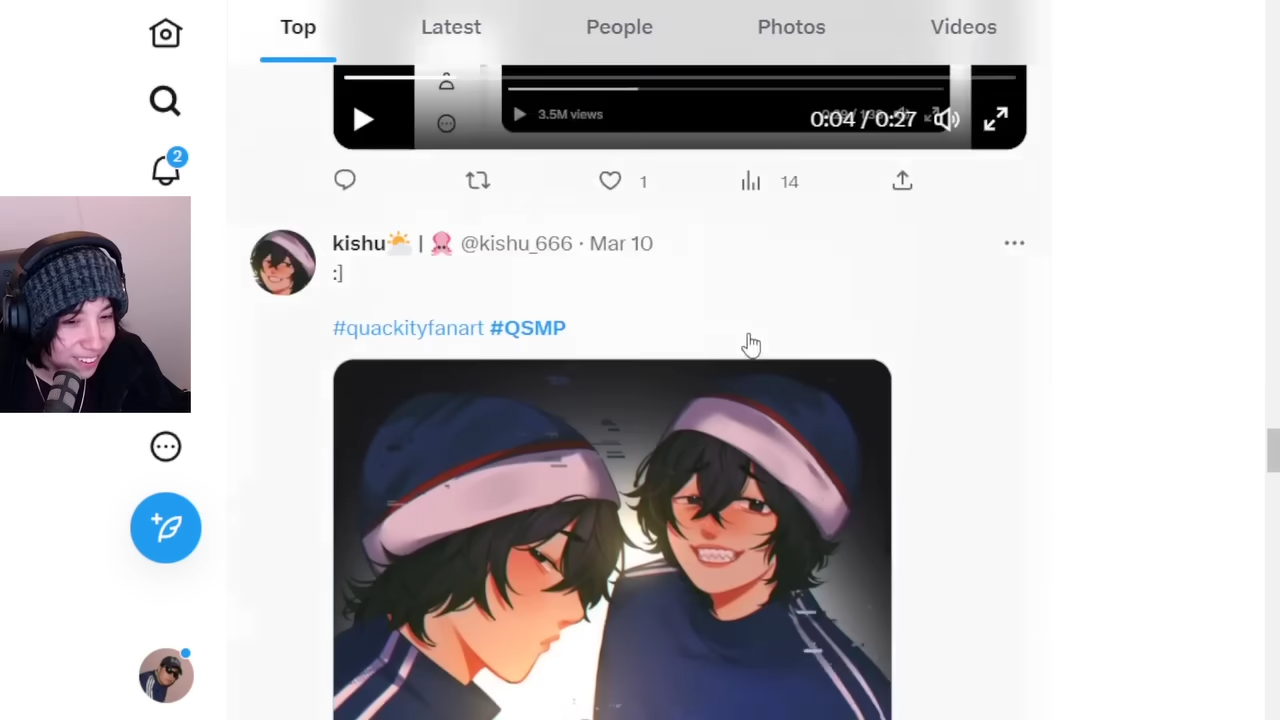 Top Latest People Photos Videos
3.5M views
0:04 / 0:27
1 14
2
kishu | @kishu_666 · Mar 10
:]
#quackityfanart #QSMP